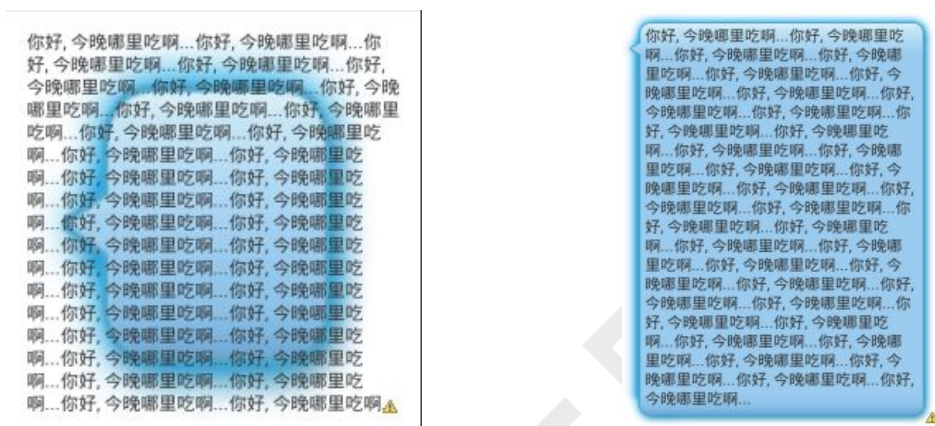 你好, 今晚哪里吃啊...你好, 今晚哪里吃啊...你
好, 今晚哪里吃啊...你好, 今晚哪里吃啊...你好,
今晚哪里吃啊...你好, 今晚哪里吃啊...你好, 今晚
哪里吃啊...你好, 今晚哪里吃啊...你好, 今晚哪里
吃啊...你好, 今晚哪里吃啊...你好, 今晚哪里吃
啊...你好, 今晚哪里吃啊...你好, 今晚哪里吃
啊...你好, 今晚哪里吃啊...你好, 今晚哪里吃
啊...你好, 今晚哪里吃啊...你好, 今晚哪里吃
啊...你好, 今晚哪里吃啊...你好, 今晚哪里吃
啊...你好, 今晚哪里吃啊...你好, 今晚哪里吃
啊...你好, 今晚哪里吃啊...你好, 今晚哪里吃
啊...你好, 今晚哪里吃啊...你好, 今晚哪里吃
啊...你好, 今晚哪里吃啊...你好, 今晚哪里吃
啊...你好, 今晚哪里吃啊...你好, 今晚哪里吃
啊...你好, 今晚哪里吃啊...你好, 今晚哪里吃
啊...你好, 今晚哪里吃啊...你好, 今晚哪里吃
啊...你好, 今晚哪里吃啊...你好, 今晚哪里吃啊
你好, 今晚哪里吃啊...你好, 今晚哪里吃
啊...你好, 今晚哪里吃啊...你好, 今晚哪
里吃啊...你好, 今晚哪里吃啊...你好, 今
晚哪里吃啊...你好, 今晚哪里吃啊...你好,
今晚哪里吃啊...你好, 今晚哪里吃啊...你
好, 今晚哪里吃啊...你好, 今晚哪里吃
啊...你好, 今晚哪里吃啊...你好, 今晚哪
里吃啊...你好, 今晚哪里吃啊...你好, 今
晚哪里吃啊...你好, 今晚哪里吃啊...你好,
今晚哪里吃啊...你好, 今晚哪里吃啊...你
好, 今晚哪里吃啊...你好, 今晚哪里吃
啊...你好, 今晚哪里吃啊...你好, 今晚哪
里吃啊...你好, 今晚哪里吃啊...你好, 今
晚哪里吃啊...你好, 今晚哪里吃啊...你好,
今晚哪里吃啊...你好, 今晚哪里吃啊...你
好, 今晚哪里吃啊...你好, 今晚哪里吃
啊...你好, 今晚哪里吃啊...你好, 今晚哪
里吃啊...你好, 今晚哪里吃啊...你好, 今
晚哪里吃啊...你好, 今晚哪里吃啊...你好,
今晚哪里吃啊...